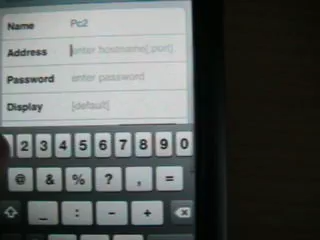 Name Pc2
Address enter hostname[:port]
Password enter password
Display [default]
2 3 4 5 6 7 8 9 0
@ & % ? , =
_ : - +